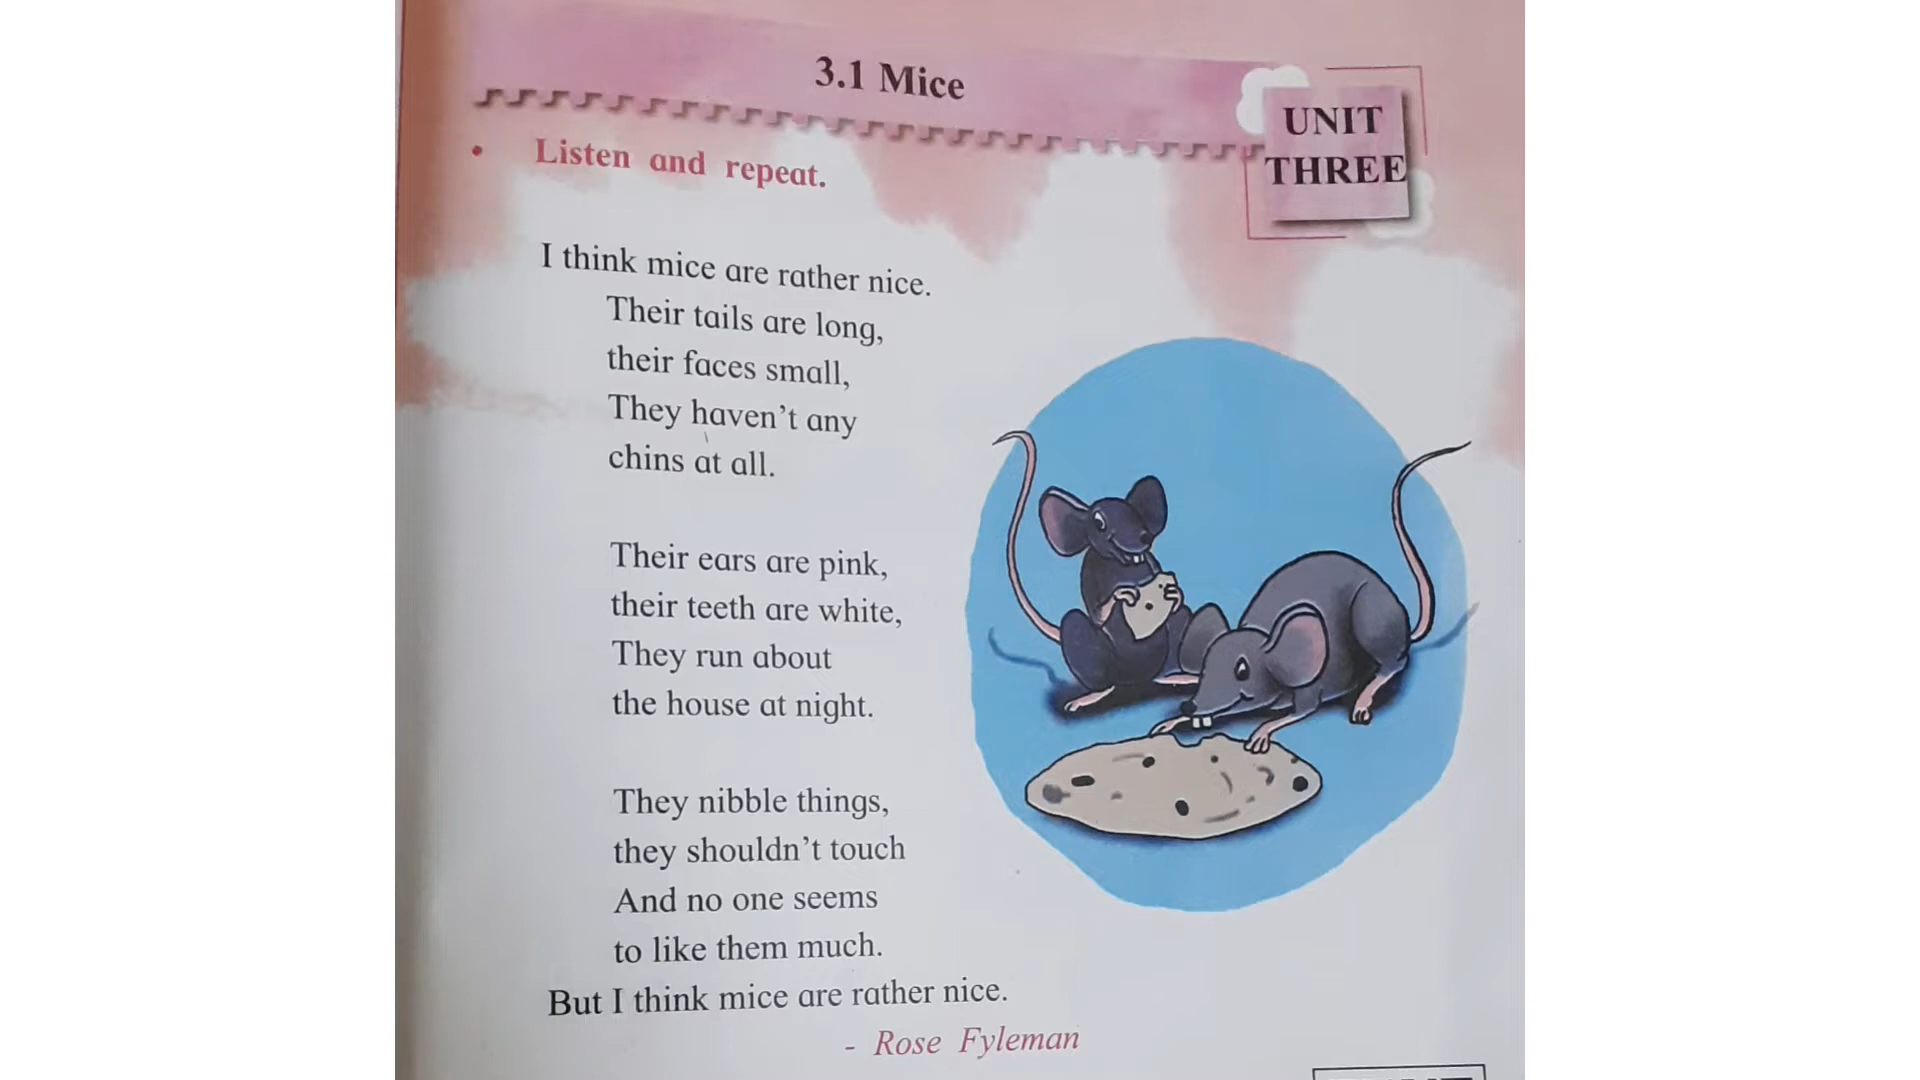 3.1 Mice
UNIT
THREE
• Listen and repeat.
I think mice are rather nice.
Their tails are long,
their faces small,
They haven't any
chins at all.
Their ears are pink,
their teeth are white,
They run about
the house at night.
They nibble things,
they shouldn't touch
And no one seems
to like them much.
But I think mice are rather nice.
- Rose Fyleman